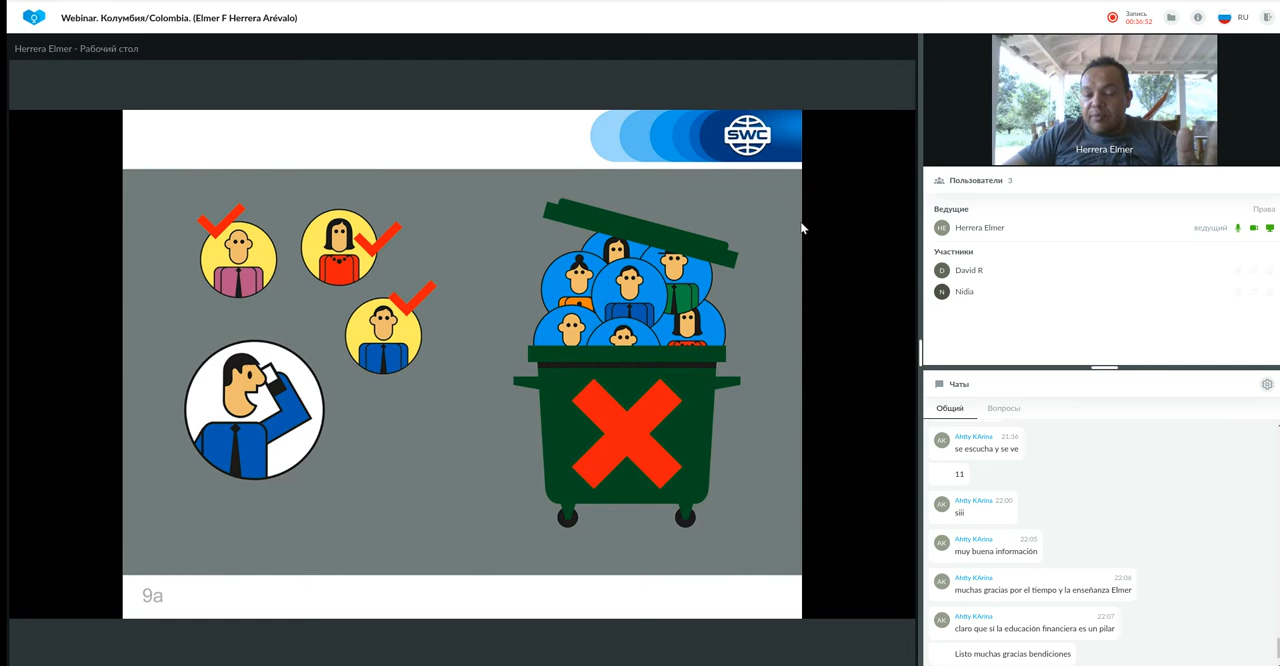 Webinar. Колумбия/Colombia. (Elmer F Herrera Arévalo)
Запись
00:36:52
RU
Herrera Elmer - Рабочий стол
SWC
9a
Herrera Elmer
Пользователи 3
Ведущие Права
HE Herrera Elmer ведущий
Участники
D David R
N Nidia
Чаты
Общий Вопросы
AK Ahtty KArina 21:36
se escucha y se ve
11
AK Ahtty KArina 22:00
siii
AK Ahtty KArina 22:05
muy buena información
AK Ahtty KArina 22:06
muchas gracias por el tiempo y la enseñanza Elmer
AK Ahtty KArina 22:07
claro que sí la educación financiera es un pilar
Listo muchas gracias bendiciones